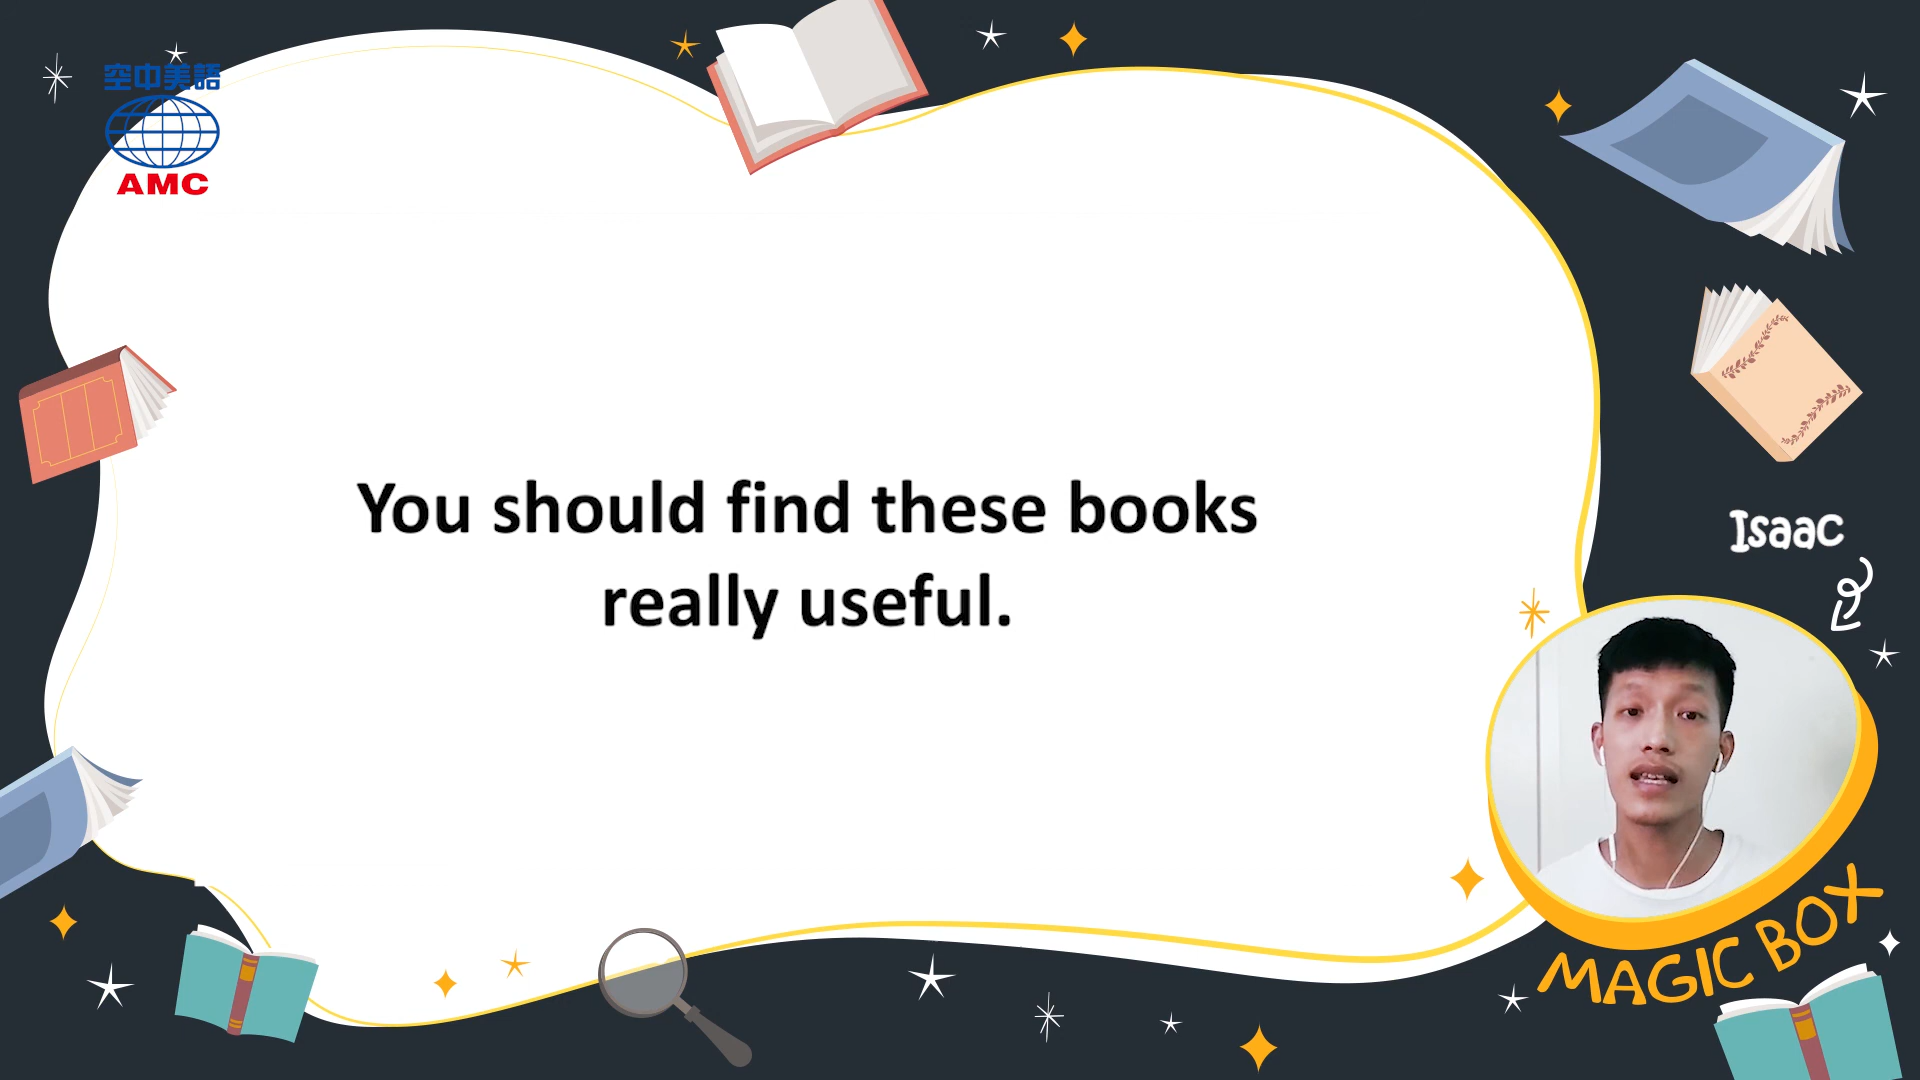 空中美語
AMC
You should find these books
really useful.
Isaac
MAGIC BOX